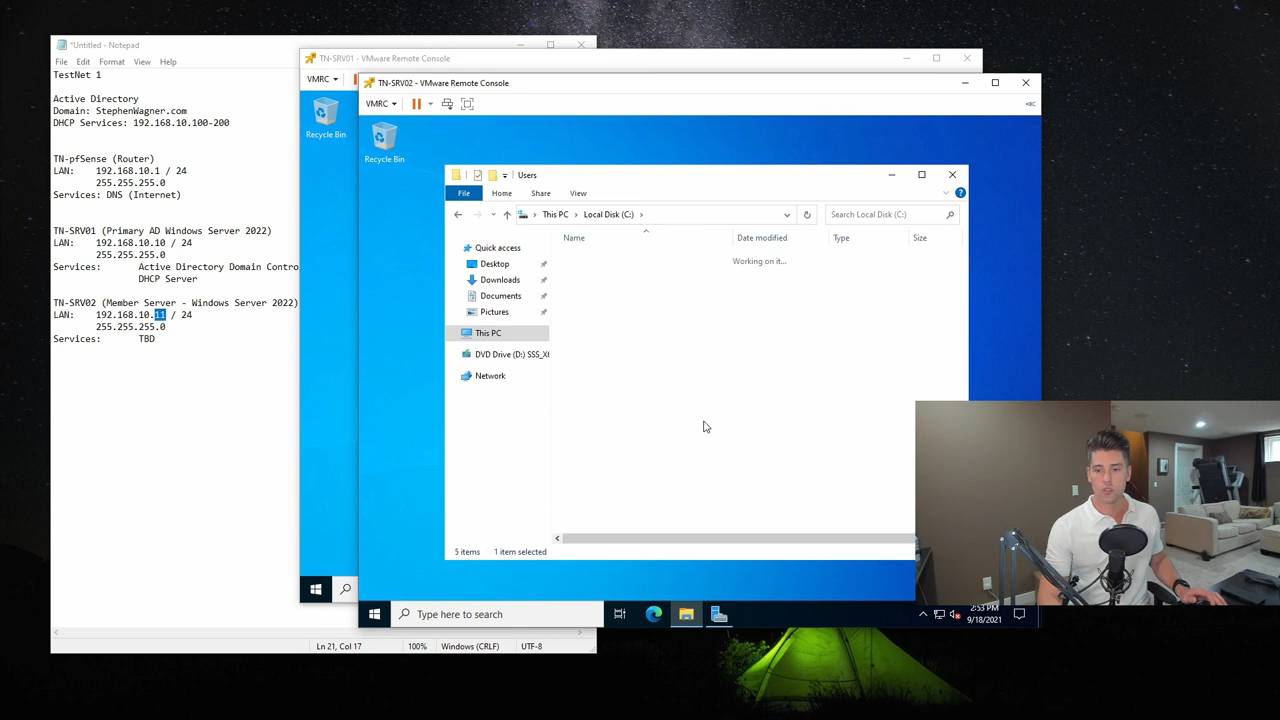 *Untitled - Notepad
File Edit Format View Help
TestNet 1
Active Directory
Domain: StephenWagner.com
DHCP Services: 192.168.10.100-200
TN-pfSense (Router)
LAN: 192.168.10.1 / 24
255.255.255.0
Services: DNS (Internet)
TN-SRV01 (Primary AD Windows Server 2022)
LAN: 192.168.10.10 / 24
255.255.255.0
Services: Active Directory Domain Contro
DHCP Server
TN-SRV02 (Member Server - Windows Server 2022)
LAN: 192.168.10.11 / 24
255.255.255.0
Services: TBD
Ln 21, Col 17 100% Windows (CRLF) UTF-8
TN-SRV01 - VMware Remote Console
VMRC
Recycle Bin
TN-SRV02 - VMware Remote Console
VMRC
Recycle Bin
Users
File Home Share View
This PC Local Disk (C:) Search Local Disk (C:)
Name Date modified Type Size
Working on it...
Quick access
Desktop
Downloads
Documents
Pictures
This PC
DVD Drive (D:) SSS_X6
Network
5 items 1 item selected
Type here to search
2:53 PM
9/18/2021